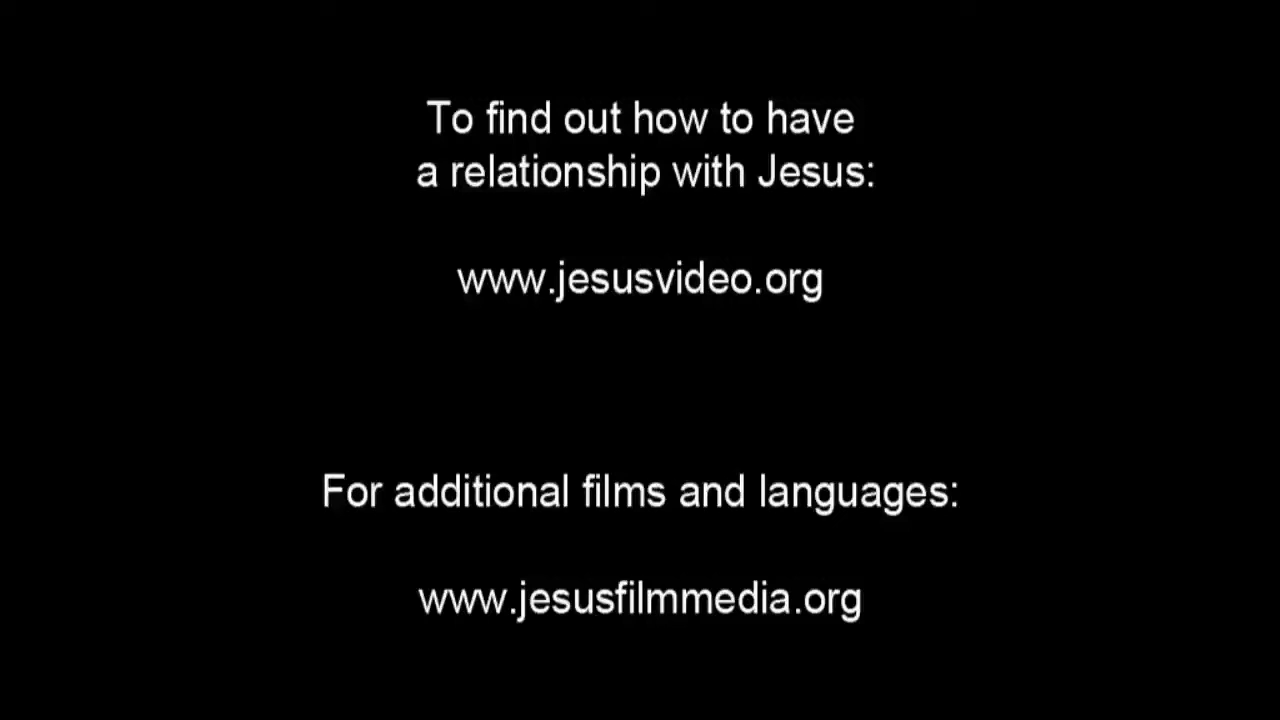 To find out how to have
a relationship with Jesus:
www.jesusvideo.org
For additional films and languages:
www.jesusfilmmedia.org